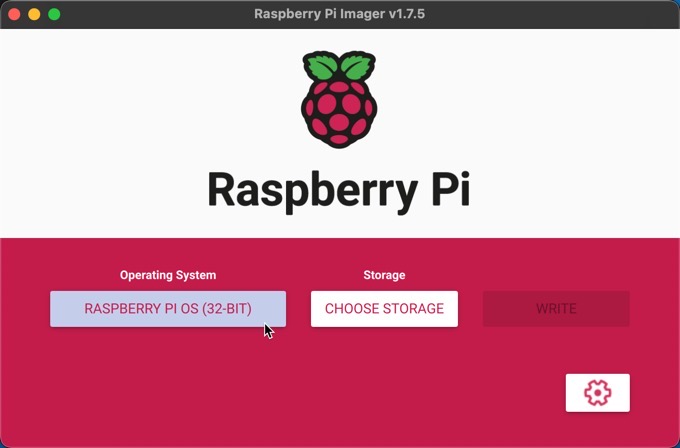 Raspberry Pi Imager v1.7.5
Raspberry Pi
Operating System
Storage
RASPBERRY PI OS (32-BIT)
CHOOSE STORAGE
WRITE